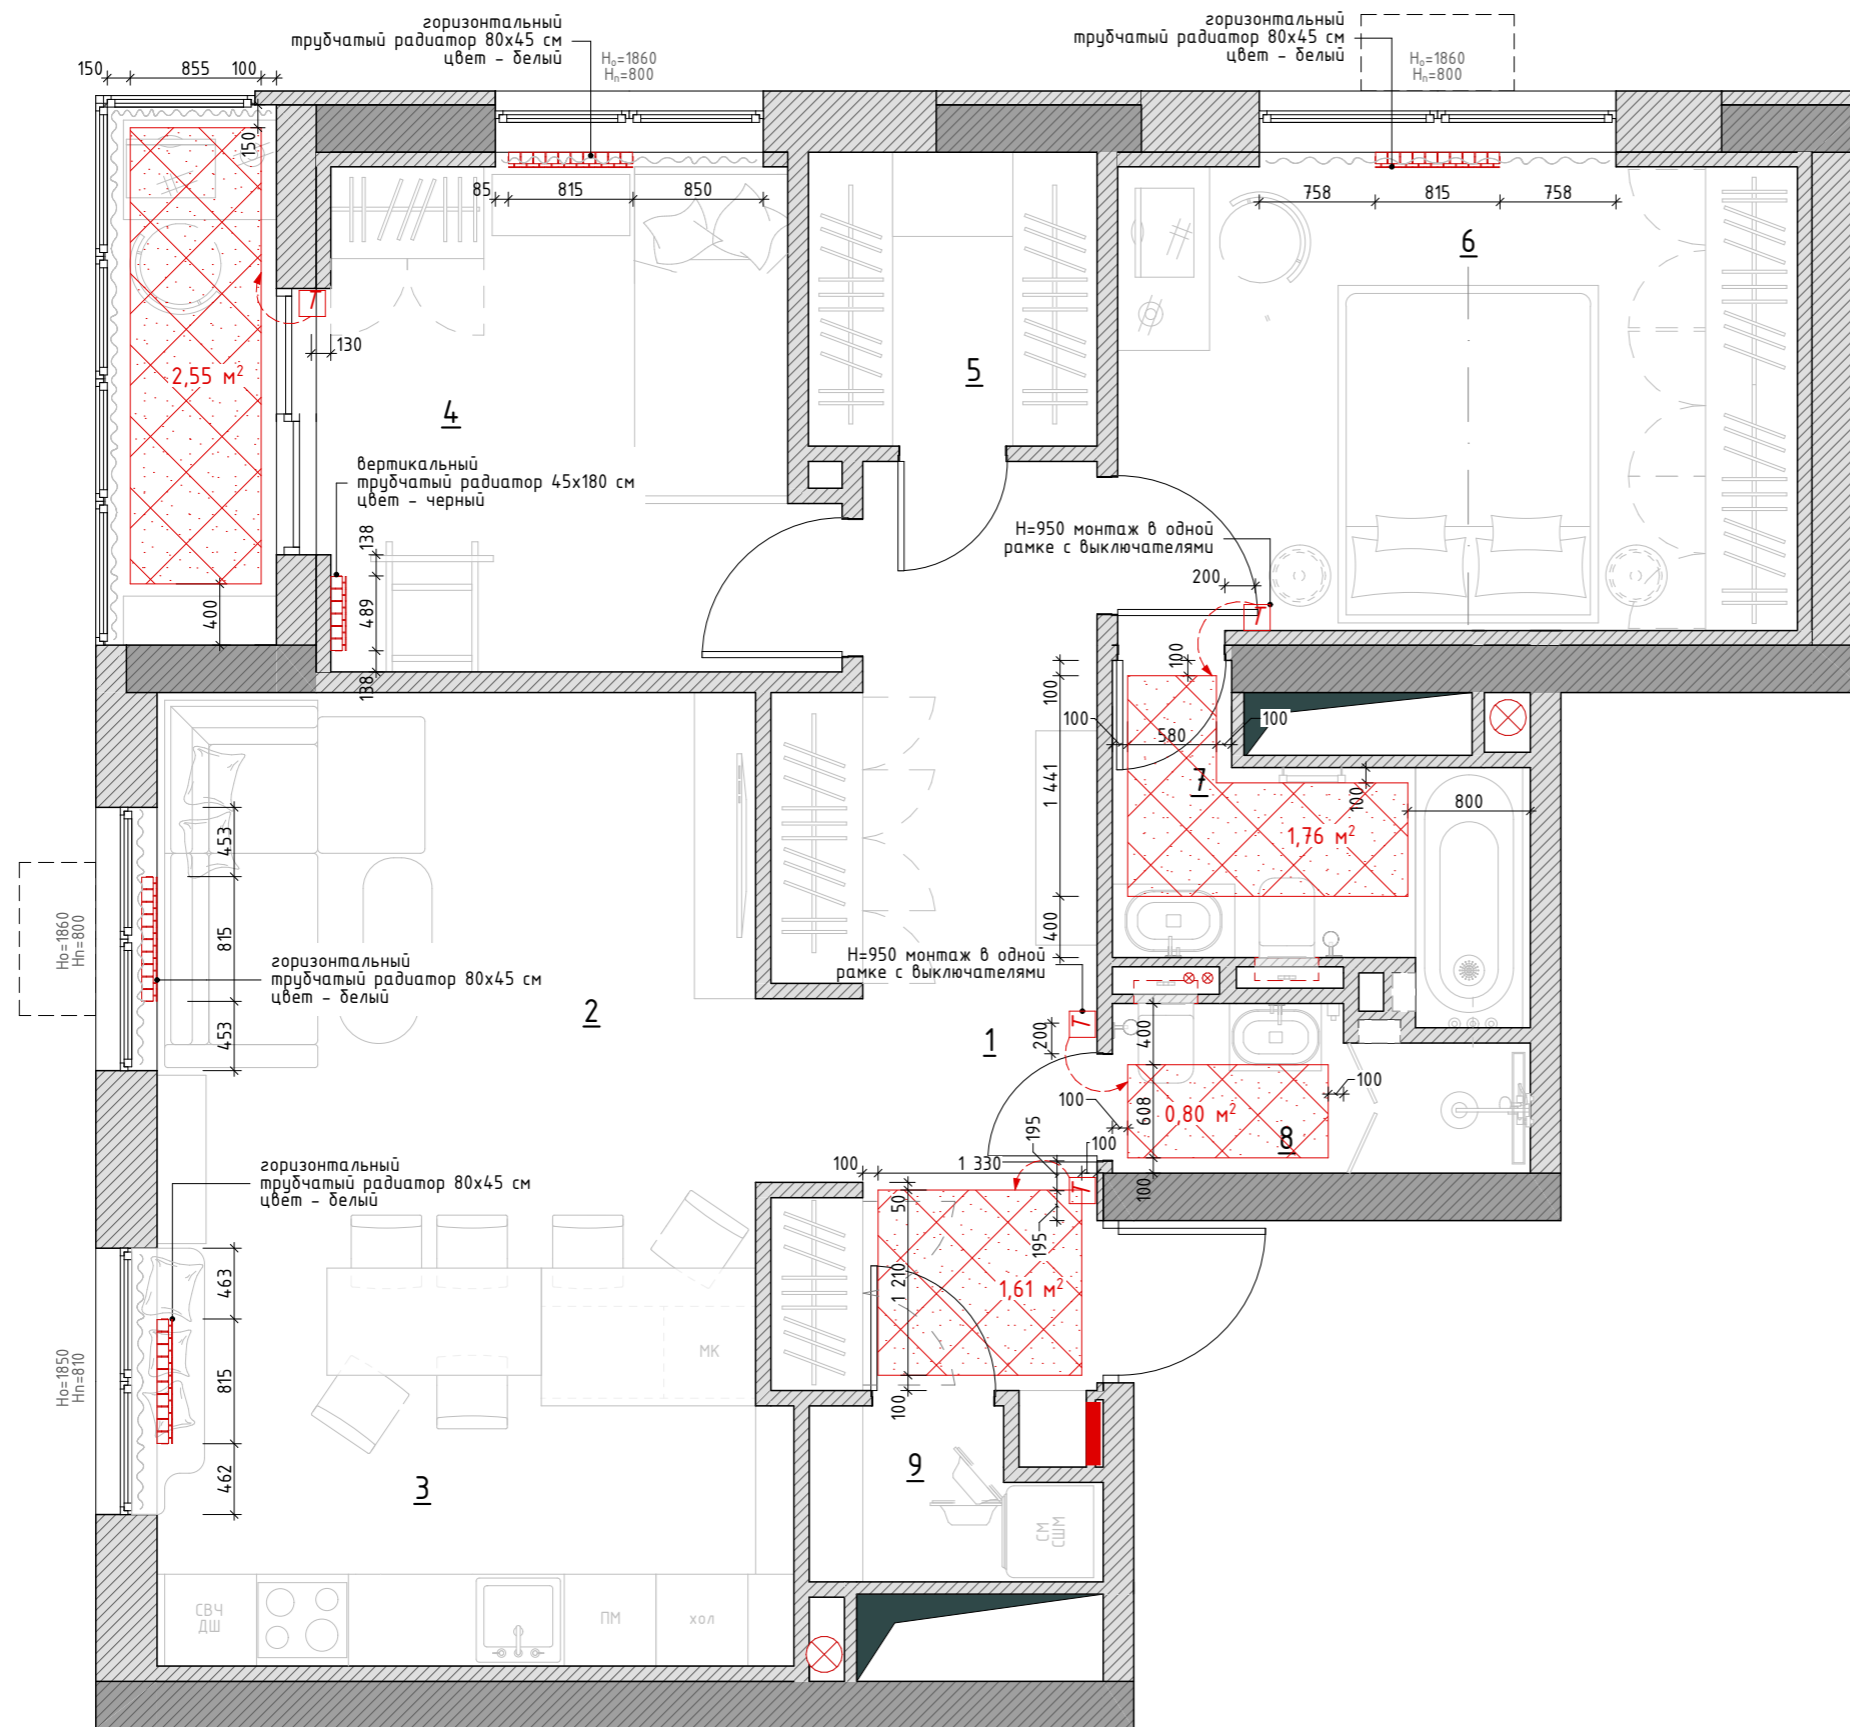 горизонтальный
трубчатый радиатор 80х45 см
цвет - белый
Hо=1860
Hп=800
горизонтальный
трубчатый радиатор 80х45 см
цвет - белый
Hо=1860
Hп=800
150
855
100
150
85
815
850
758
815
758
6
130
2,55 м²
5
4
вертикальный
трубчатый радиатор 45х180 см
цвет - черный
Т
H=950 монтаж в одной
рамке с выключателями
200
Т
138
489
138
400
100
100
100
580
100
7
1 441
100
800
1,76 м²
453
815
453
Hо=1860
Hп=800
горизонтальный
трубчатый радиатор 80х45 см
цвет - белый
400
H=950 монтаж в одной
рамке с выключателями
2
1
Т
200
400
100
608
0,80 м²
100
8
195
100
100
1 330
100
Т
50
195
горизонтальный
трубчатый радиатор 80х45 см
цвет - белый
463
815
462
Hо=1850
Hп=810
1 210
1,61 м²
МК
100
3
9
СМ
СШМ
СВЧ
ДШ
ПМ
хол